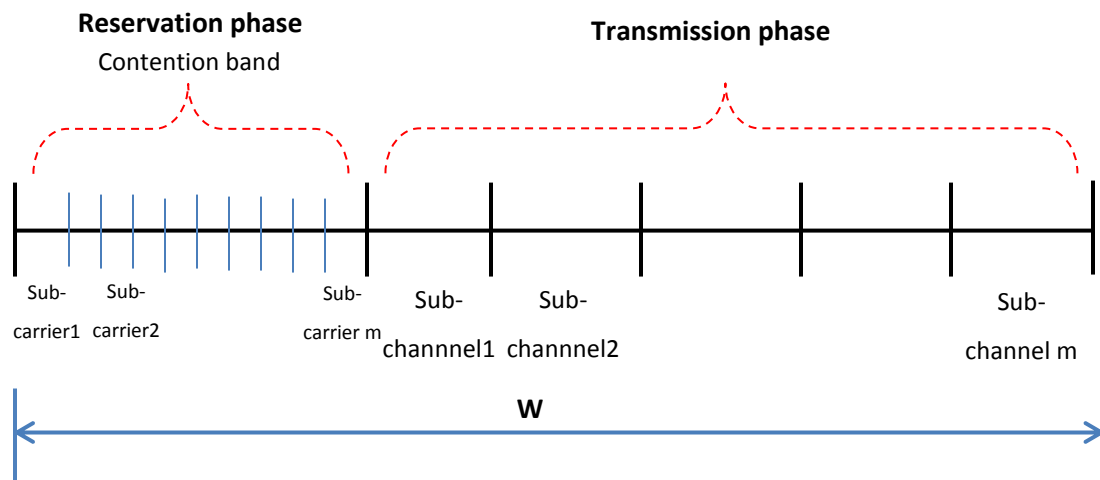 Reservation phase
Contention band
Transmission phase
Sub-
carrier1
Sub-
carrier2
Sub-
carrier m
Sub-
channnel1
Sub-
channnel2
Sub-
channel m
W